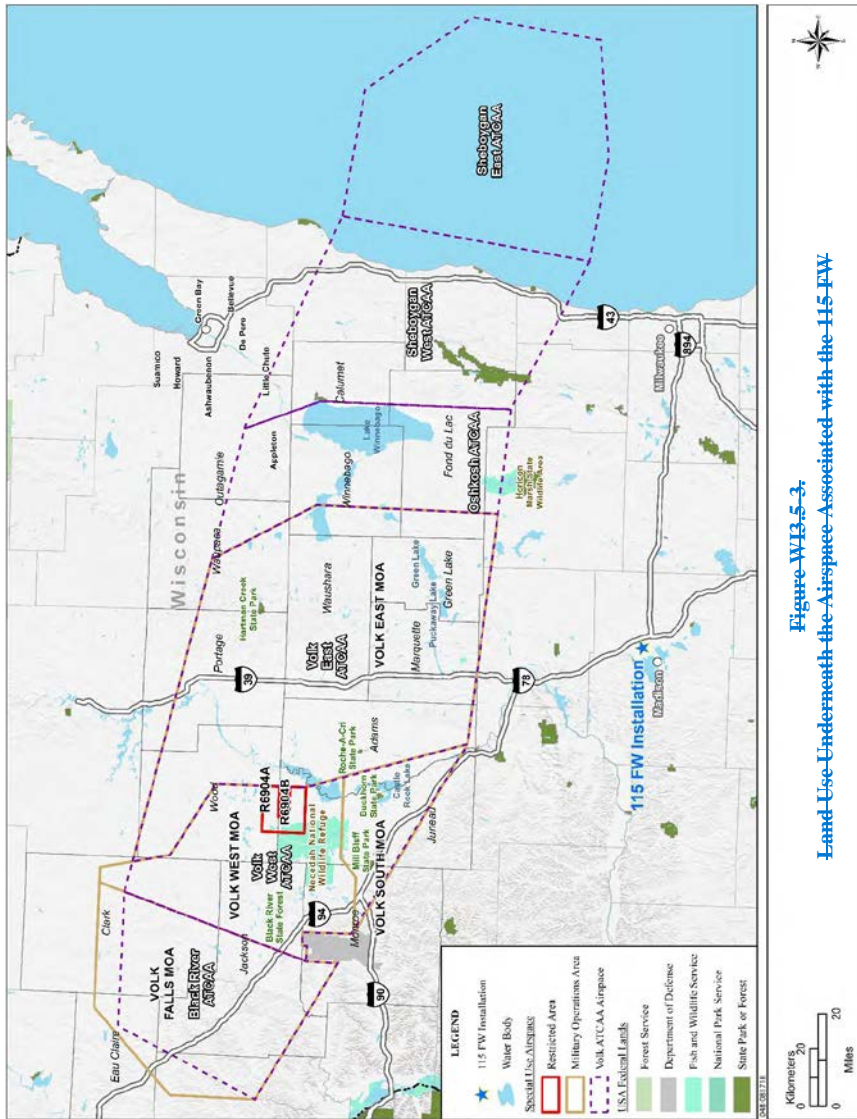 Wisconsin
Suamico
Howard
Green Bay
Ashwaubenon
Bellevue
De Pere
Little Chute
Outagamie
Appleton
Calumet
Waupaca
Hartman Creek
State Park
Portage
Waushara
Winnebago
Lake
Winnebago
Sheboygan
West ATCAA
Sheboygan
East ATCAA
39
Volk
East
ATCAA
VOLK EAST MOA
Green Lake
Puckaway Lake
Marquette
Green Lake
Fond du Lac
Oshkosh ATCAA
Horicon
Marsh State
Wildlife Area
Clark
Wood
R6904A
R6904B
VOLK WEST MOA
Volk
West
ATCAA
VOLK
FALLS MOA
Black River
ATCAA
Eau Claire
Jackson
Black River
State Forest
Necedah National
Wildlife Refuge
Roche-A-Cri
State Park
Adams
94
Mill Bluff
State Park
Buckhorn
State Park
Castle
Rock Lake
Monroe
VOLK SOUTH MOA
Juneau
90
78
43
894
Milwaukee
115 FW Installation
Madison
LEGEND
115 FW Installation
Water Body
Special Use Airspace
Restricted Area
Military Operations Area
Volk ATCAA Airspace
USA Federal Lands
Forest Service
Department of Defense
Fish and Wildlife Service
National Park Service
State Park or Forest
Kilometers
0 20
0 20
Miles
N
E
S
W
Figure WI3.5-3.
Land Use Underneath the Airspace Associated with the 115 FW